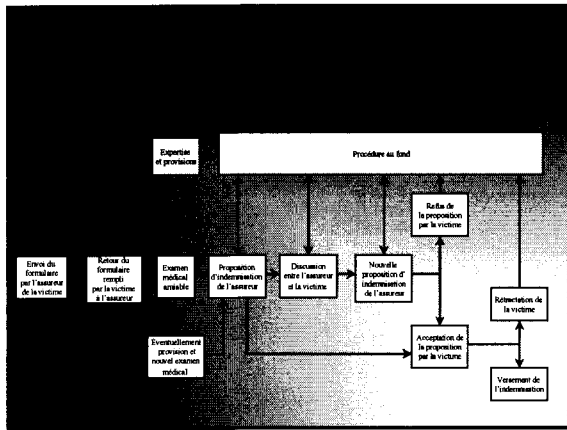 Expertise
et provisions
Procédure au fond
Refus de
la proposition
par la victime
Envoi du
formulaire
par l'assureur
de la victime
Retour du
formulaire
rempli
par la victime
à l'assureur
Examen
médical
amiable
Proposition
d'indemnisation
de l'assureur
Discussion
entre l'assureur
et la victime
Nouvelle
proposition d'
indemnisation
de l'assureur
Rétractation de
la victime
Éventuellement
provision et
nouvel examen
médical
Acceptation de
la proposition
par la victime
Versement de
l'indemnisation